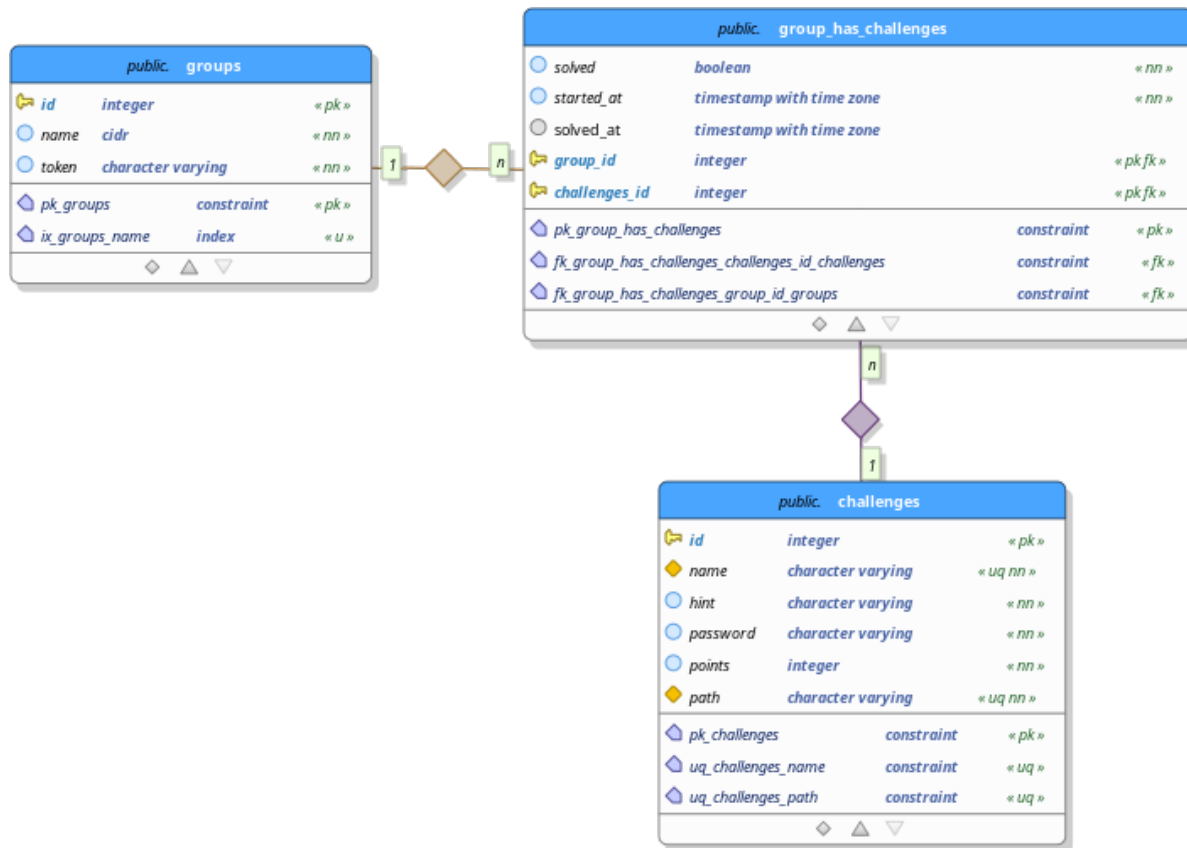 public. groups
id integer « pk »
name cidr « nn »
token character varying « nn »
pk_groups constraint « pk »
ix_groups_name index « u »
1
n
public. group_has_challenges
solved boolean « nn »
started_at timestamp with time zone « nn »
solved_at timestamp with time zone
group_id integer « pk fk »
challenges_id integer « pk fk »
pk_group_has_challenges constraint « pk »
fk_group_has_challenges_challenges_id_challenges constraint « fk »
fk_group_has_challenges_group_id_groups constraint « fk »
n
1
public. challenges
id integer « pk »
name character varying « uq nn »
hint character varying « nn »
password character varying « nn »
points integer « nn »
path character varying « uq nn »
pk_challenges constraint « pk »
uq_challenges_name constraint « uq »
uq_challenges_path constraint « uq »